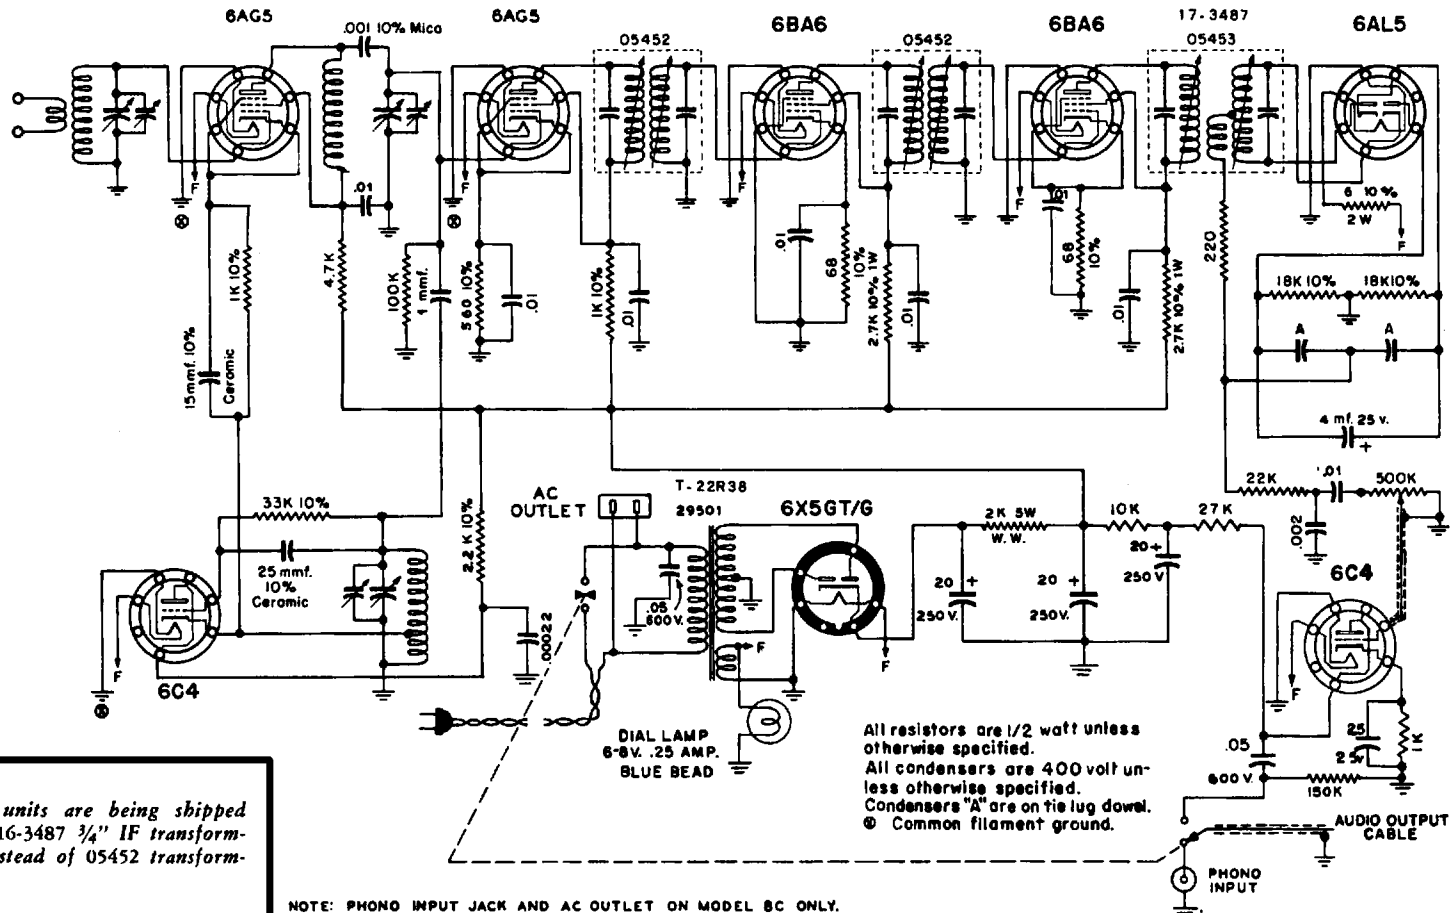 6AG5
6AG5
6BA6
6BA6
17-3487
6AL5
.001 10% Mica
05452
05452
05453
F
F
F
F
F
.01
.01
6 10%
2 W
F
1K 10%
4.7K
100K
1 mmf.
560 10%
.01
1K 10%
.01
.01
68
10%
2.7K 10% 1W
.01
68
10%
.01
2.7K 10% 1W
220
18K 10%
18K 10%
A
A
15mmf. 10%
Ceramic
4 mf. 25 v.
+
33K 10%
25 mmf.
10%
Ceramic
2.2K 10%
.00022
F
6C4
AC
OUTLET
T-22R38
29501
6X5GT/G
.05
600V.
F
F
2K 5W
W. W.
10K
27K
20 +
250V.
20 +
250V.
20 +
250 V
22K
.01
500K
.002
6C4
F
DIAL LAMP
6-8V. .25 AMP.
BLUE BEAD
All resistors are 1/2 watt unless
otherwise specified.
All condensers are 400 volt un-
less otherwise specified.
Condensers "A" are on tie lug dowel.
⊗ Common filament ground.
.05
600 V.
150K
25
25v
1K
AUDIO OUTPUT
CABLE
PHONO
INPUT
units are being shipped
16-3487 3/4" IF transform-
stead of 05452 transform-
NOTE: PHONO INPUT JACK AND AC OUTLET ON MODEL 8C ONLY.